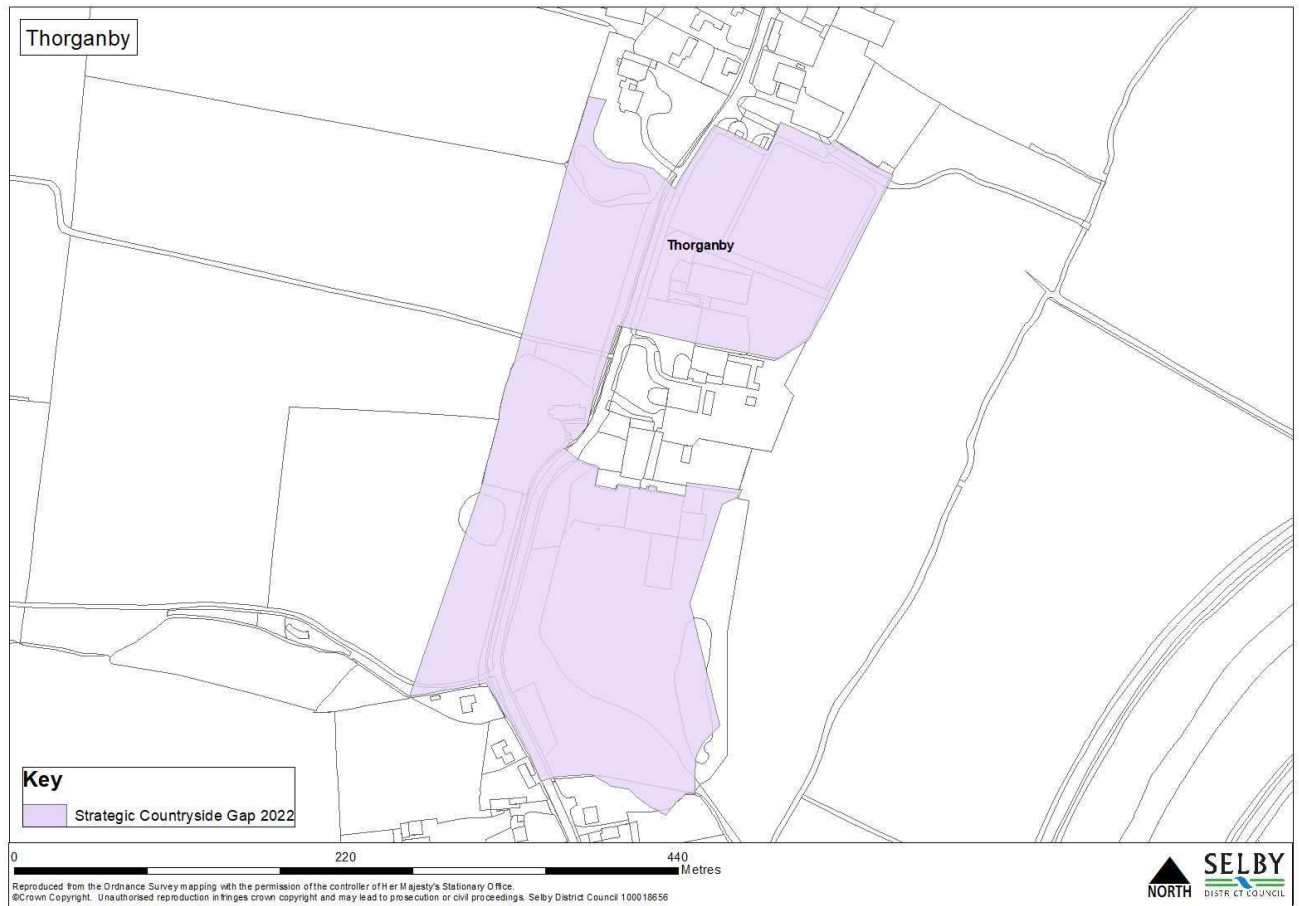 Thorganby
Thorganby
Key
Strategic Countryside Gap 2022
0 220 440
Metres
Reproduced from the Ordnance Survey mapping with the permission of the controller of Her Majesty's Stationary Office.
©Crown Copyright. Unauthorised reproduction infringes crown copyright and may lead to prosecution or civil proceedings. Selby District Council 100018656
NORTH
SELBY
DISTRICT COUNCIL